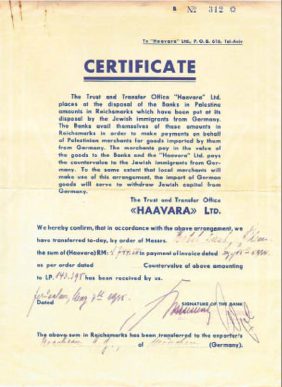 B № 312 O
To "Haavara" Ltd., P. O. B. 616, Tel-Aviv
CERTIFICATE
The Trust and Transfer Office "Haavara" Ltd.
places at the disposal of the Banks in Palestine
amounts in Reichsmarks which have been put at its
disposal by the Jewish immigrants from Germany.
The Banks avail themselves of these amounts in
Reichsmarks in order to make payments on behalf
of Palestinian merchants for goods imported by them
from Germany. The merchants pay in the value of
the goods to the Banks and the "Haavara" Ltd. pays
the countervalue to the Jewish immigrants from Germany.
To the same extent that local merchants will
make use of this arrangement, the import of German
goods will serve to withdraw Jewish capital from
Germany.
The Trust and Transfer Office
«HAAVARA» LTD.
We hereby confirm, that in accordance with the above arrangement, we
have transferred to-day, by order of Messrs.
the sum of (Haavara) RM: in payment of invoice dated
as per order dated Countervalue of above amounting
to LP. 143.195 has been received by us.
Dated Jerusalem,
SIGNATURE OF THE BANK
The above sum in Reichsmarks has been transferred to the exporter's
of (Germany).